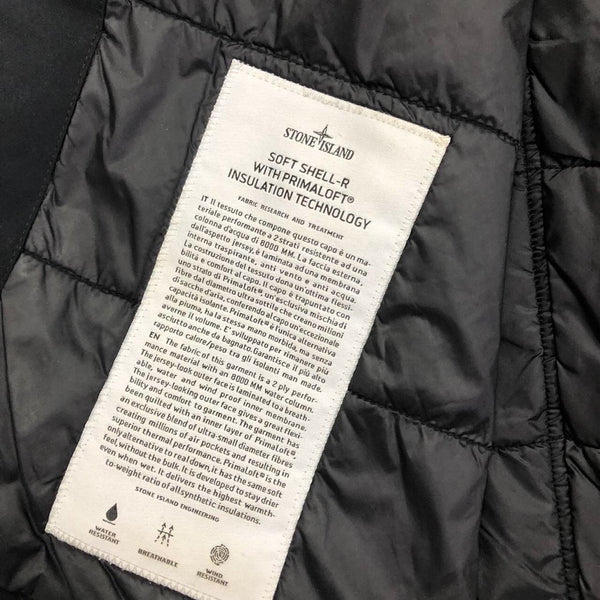 STONE ISLAND
SOFT SHELL-R
WITH PRIMALOFT®
INSULATION TECHNOLOGY
FABRIC RESEARCH AND TREATMENT
IT Il tessuto che compone questo capo è un ma-
teriale performante a 2 strati resistente ad una
colonna d'acqua di 8000 MM. La faccia esterna,
dall'aspetto jersey, è laminata ad una membrana
interna traspirante, anti vento e anti acqua.
La costruzione del tessuto dona un'ottima flessi-
bilità e comfort al capo. Il capo è trapuntato con
uno strato di Primaloft®, un'esclusiva mischia di
fibre dal diametro ultra sottile che creano milioni
di sacche d'aria, conferendo al capo un'eccezionale
capacità isolante. Primaloft® è l'unica alternativa
alla piuma, ha la stessa mano morbida, ma senza
averne il volume. E' sviluppato per rimanere più
asciutto anche da bagnato. Garantisce il più alto
rapporto calore/peso tra gli isolanti man made.
EN The fabric of this garment is a 2 ply perfor-
mance material with an 8000 MM water column.
The jersey-look outer face is laminated to a breath-
able, water, and wind proof inner membrane.
The jersey-looking outer face gives a great flexi-
bility and comfort to garment. The garment has
been quilted with an inner layer of PrimaLoft®
an exclusive blend of ultra-small diameter fibres
creating millions of air pockets and resulting in
superior thermal performance. PrimaLoft® is the
only alternative to real down, it has the same soft
feel, without the bulk. It is developed to stay drier
even when wet. It delivers the highest warmth-
to-weight ratio of allsynthetic insulations.
STONE ISLAND ENGINEERING
WATER
RESISTANT
BREATHABLE
WIND
RESISTANT